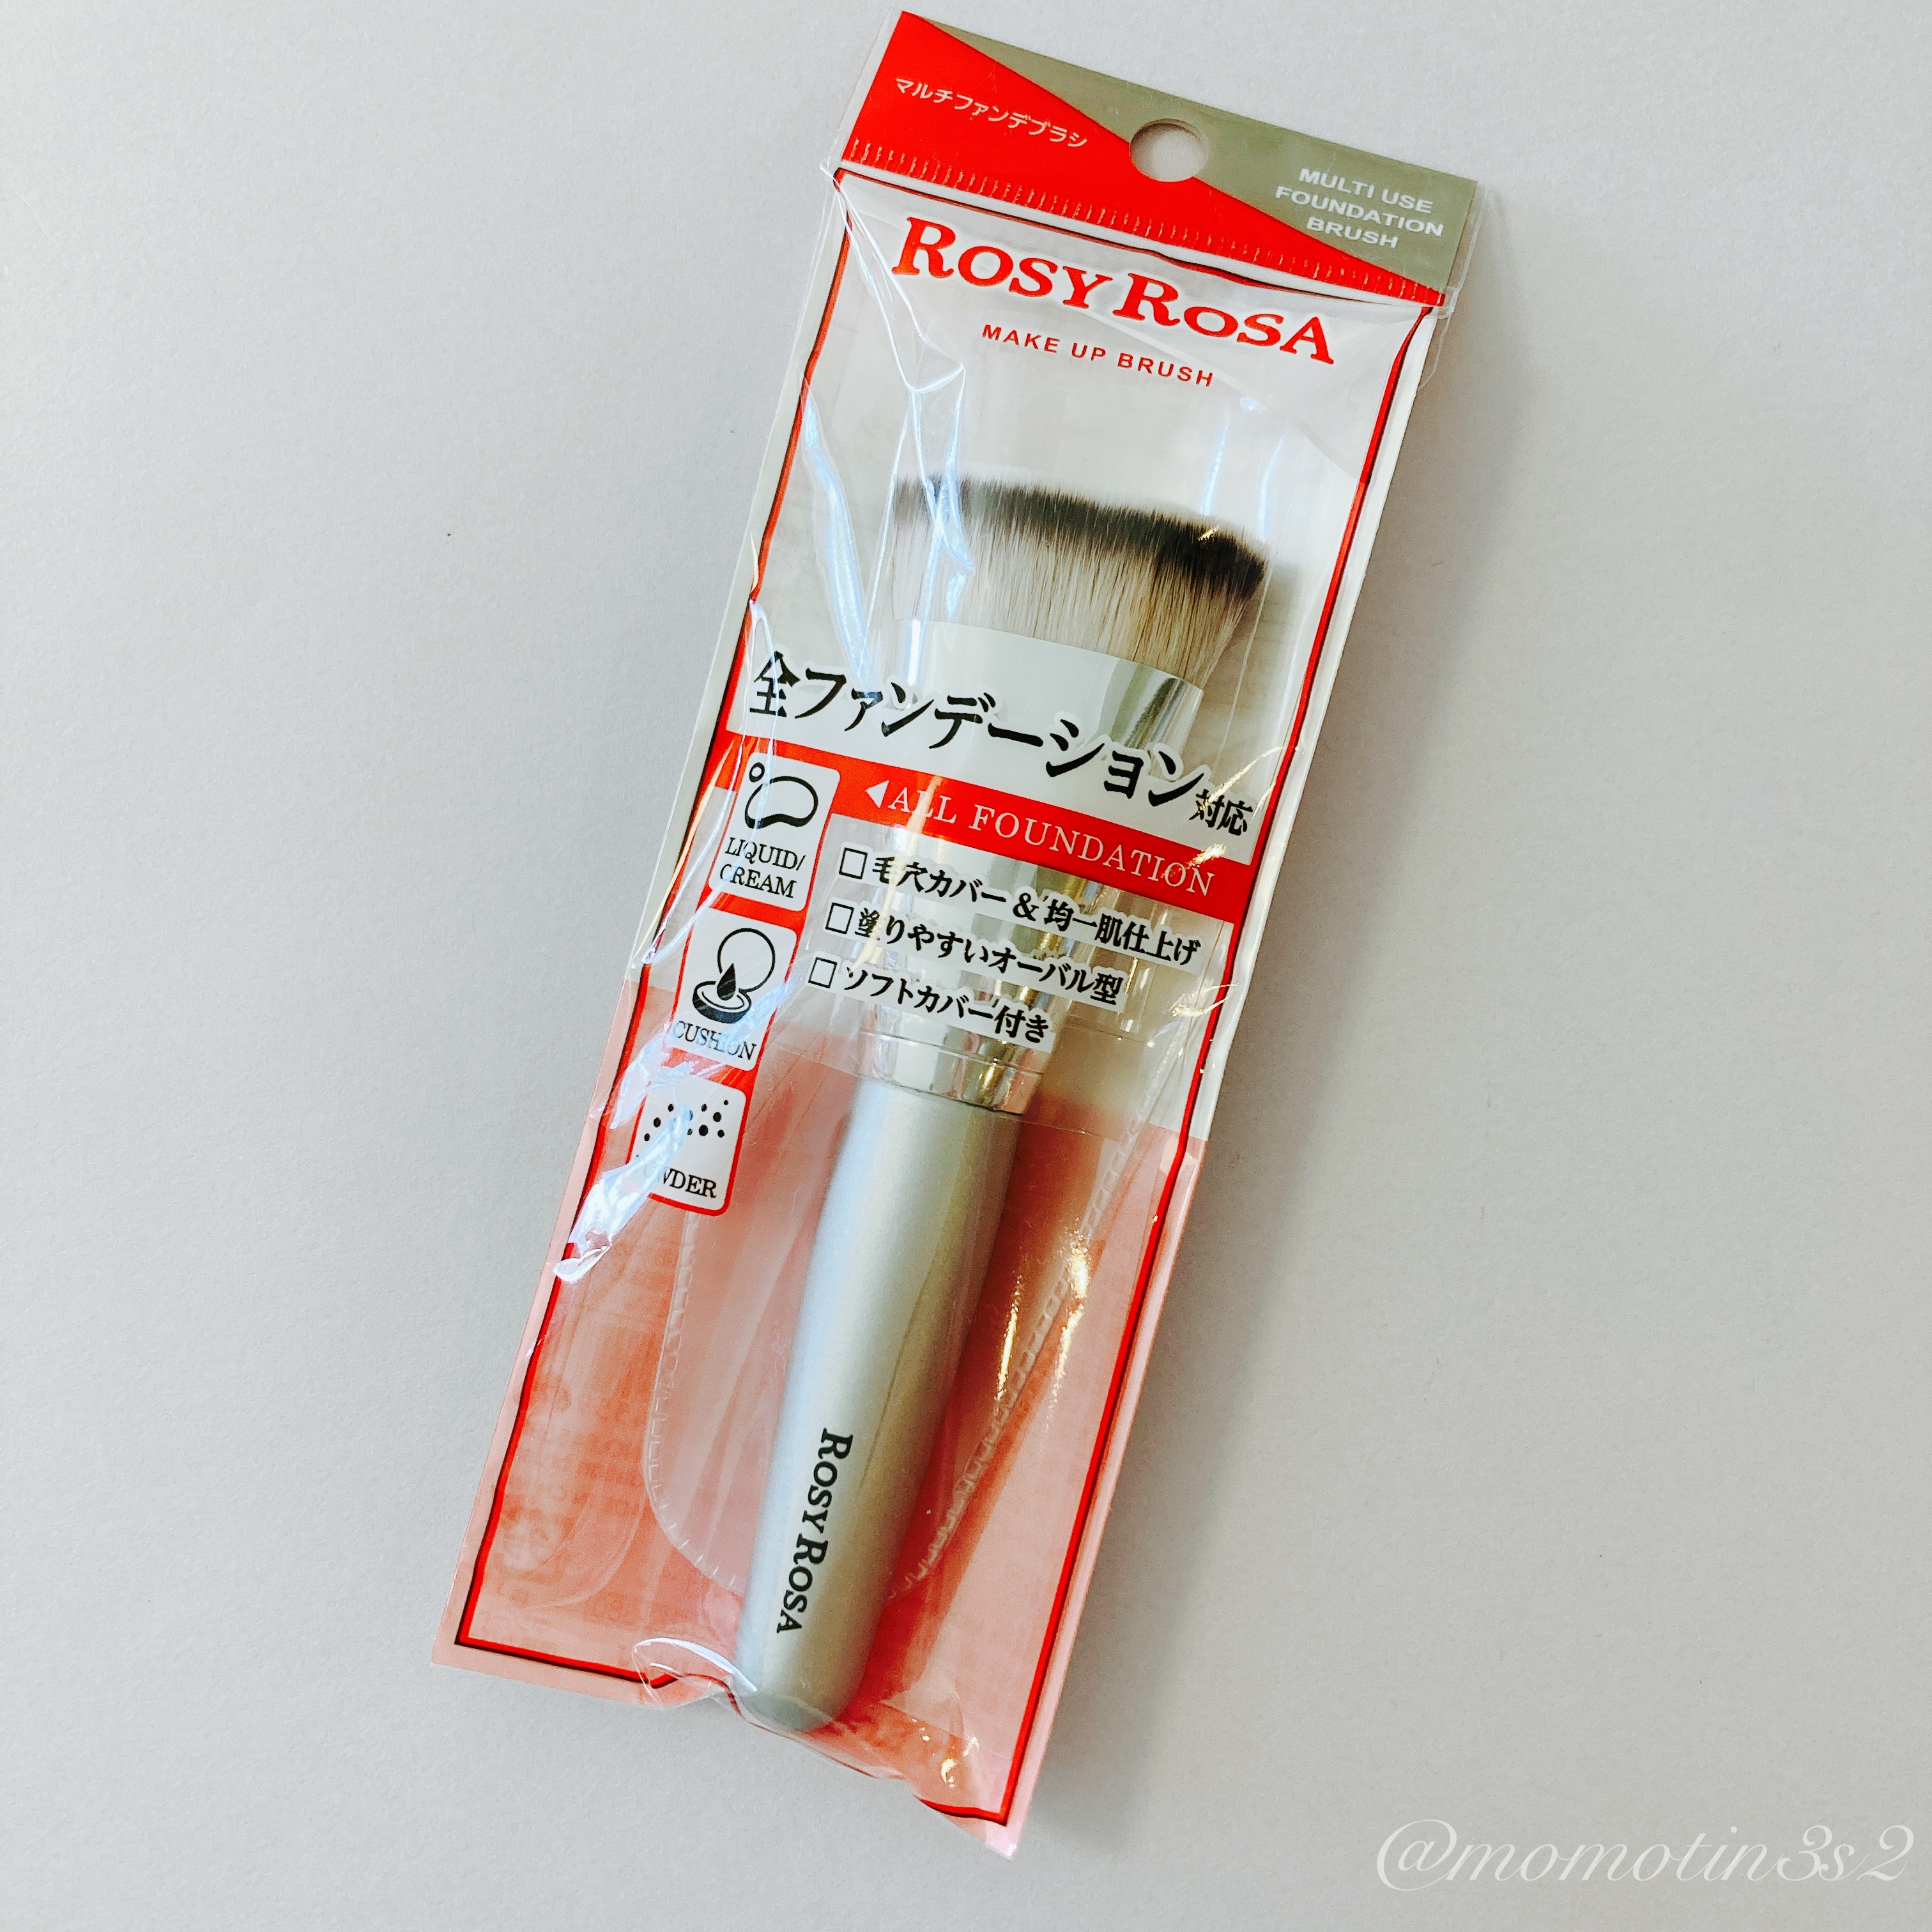 マルチファンデブラシ
MULTI USE
FOUNDATION
BRUSH
ROSY ROSA
MAKE UP BRUSH
全ファンデーション対応
◀ALL FOUNDATION
LIQUID/
CREAM
CUSHION
□毛穴カバー&均一肌仕上げ
□塗りやすいオーバル型
□ソフトカバー付き
ROSY ROSA
@momotin3s2